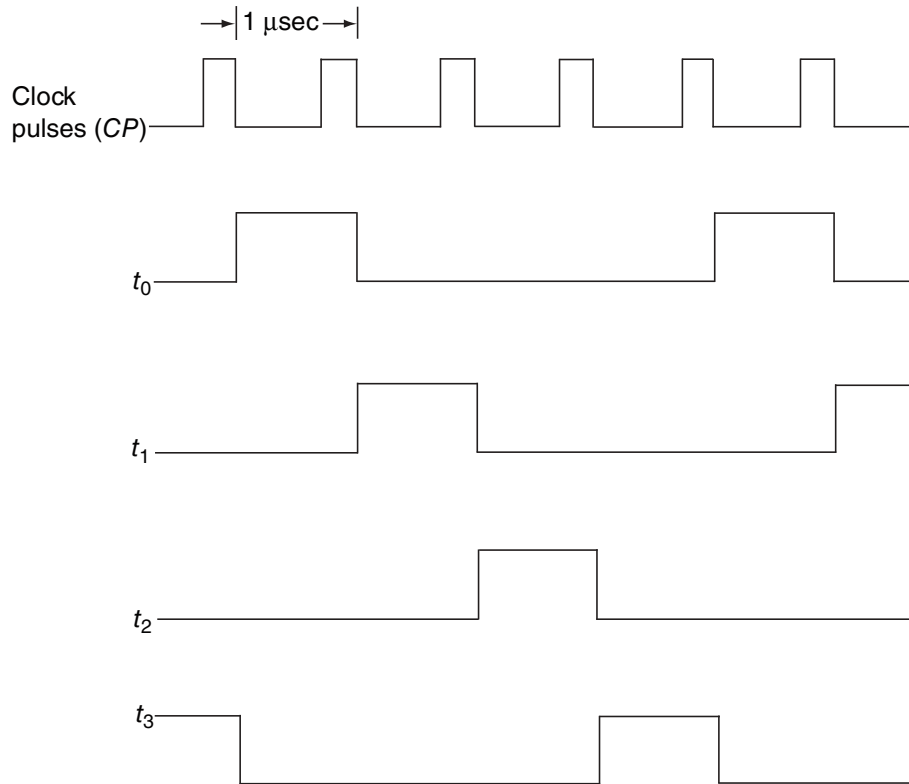 1 μsec
Clock
pulses (CP)
t0
t1
t2
t3